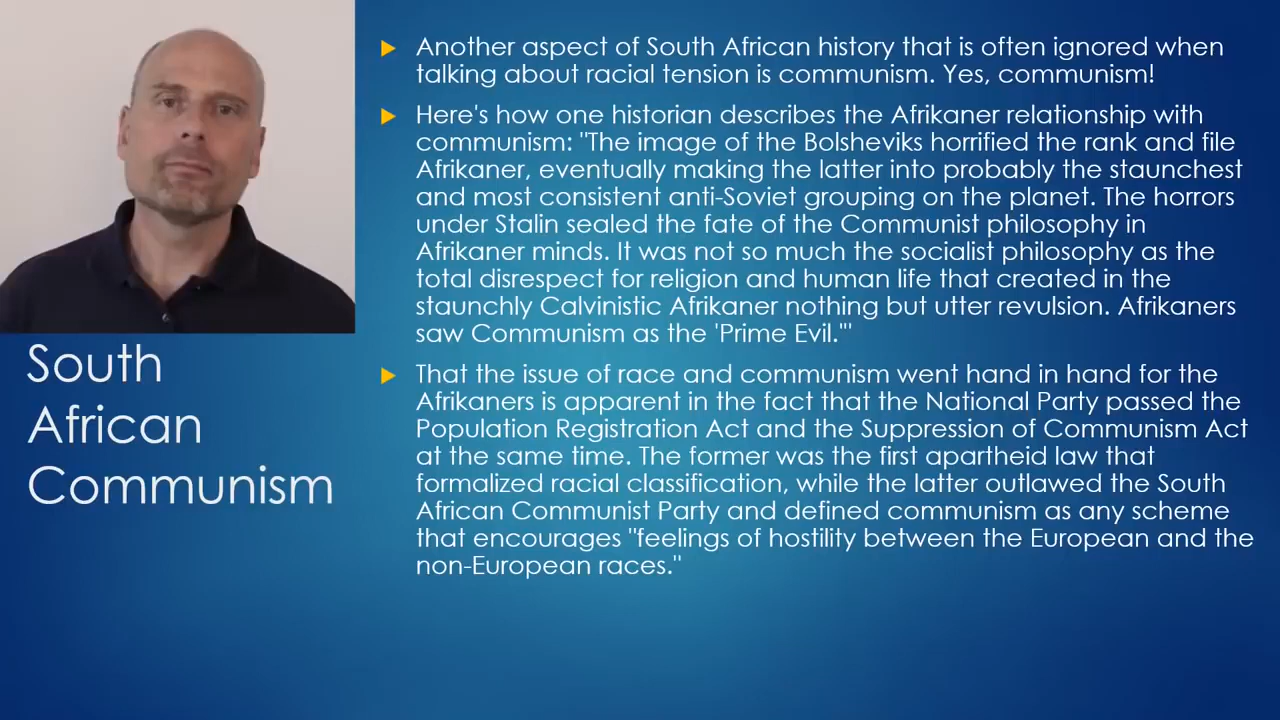 South
African
Communism
Another aspect of South African history that is often ignored when
talking about racial tension is communism. Yes, communism!
Here's how one historian describes the Afrikaner relationship with
communism: "The image of the Bolsheviks horrified the rank and file
Afrikaner, eventually making the latter into probably the staunchest
and most consistent anti-Soviet grouping on the planet. The horrors
under Stalin sealed the fate of the Communist philosophy in
Afrikaner minds. It was not so much the socialist philosophy as the
total disrespect for religion and human life that created in the
staunchly Calvinistic Afrikaner nothing but utter revulsion. Afrikaners
saw Communism as the 'Prime Evil.'"
That the issue of race and communism went hand in hand for the
Afrikaners is apparent in the fact that the National Party passed the
Population Registration Act and the Suppression of Communism Act
at the same time. The former was the first apartheid law that
formalized racial classification, while the latter outlawed the South
African Communist Party and defined communism as any scheme
that encourages "feelings of hostility between the European and the
non-European races."